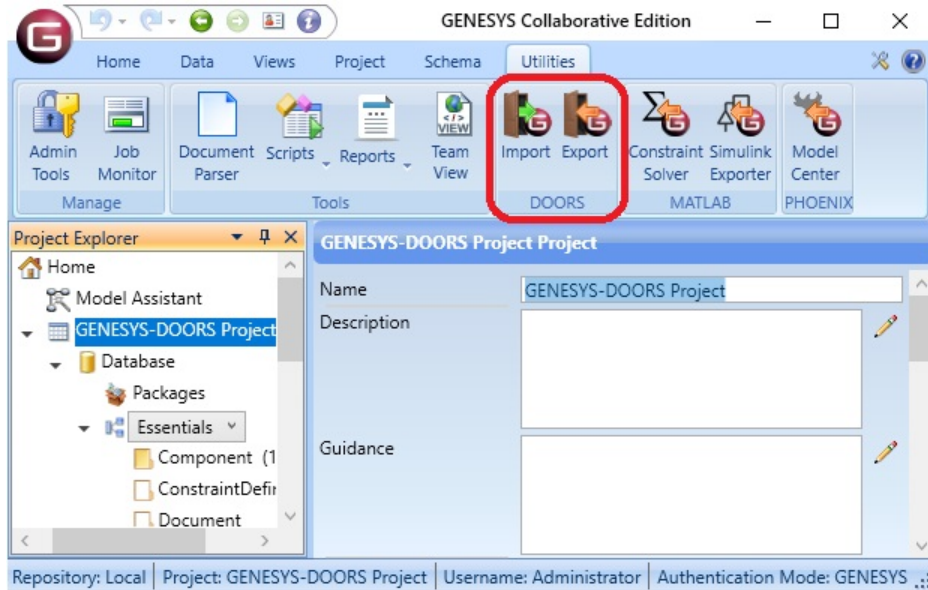 GENESYS Collaborative Edition
Home Data Views Project Schema Utilities
Admin Tools
Job Monitor
Document Parser
Scripts
Reports
Team View
Import
Export
Constraint Solver
Simulink Exporter
Model Center
Manage
Tools
DOORS
MATLAB
PHOENIX
Project Explorer
Home
Model Assistant
GENESYS-DOORS Project
Database
Packages
Essentials
Component (1
ConstraintDefin
Document
GENESYS-DOORS Project Project
Name
GENESYS-DOORS Project
Description
Guidance
Repository: Local Project: GENESYS-DOORS Project Username: Administrator Authentication Mode: GENESYS